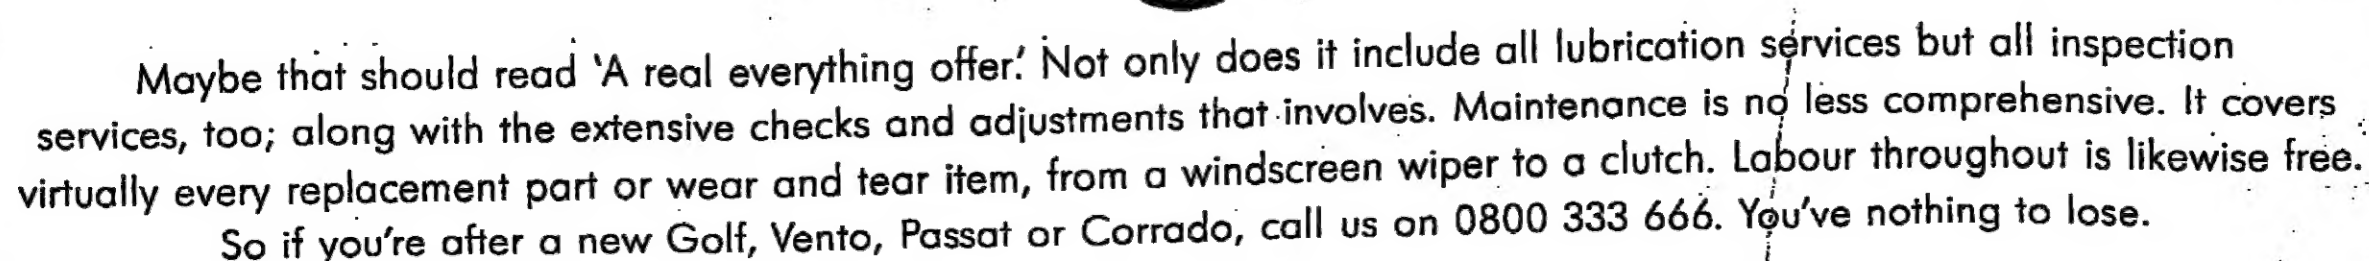 Maybe that should read 'A real everything offer.' Not only does it include all lubrication services but all inspection
services, too; along with the extensive checks and adjustments that involves. Maintenance is no less comprehensive. It covers
virtually every replacement part or wear and tear item, from a windscreen wiper to a clutch. Labour throughout is likewise free.
So if you're after a new Golf, Vento, Passat or Corrado, call us on 0800 333 666. You've nothing to lose.